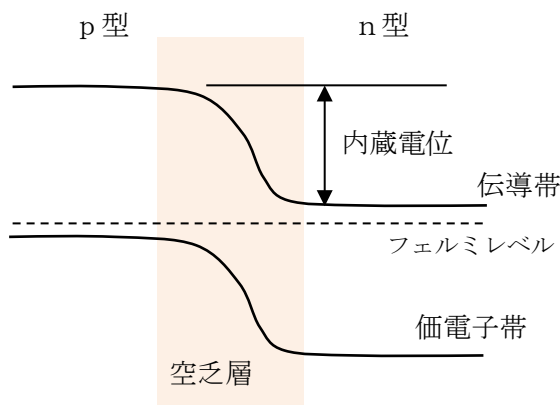 ｐ型
ｎ型
内蔵電位
伝導帯
フェルミレベル
価電子帯
空乏層